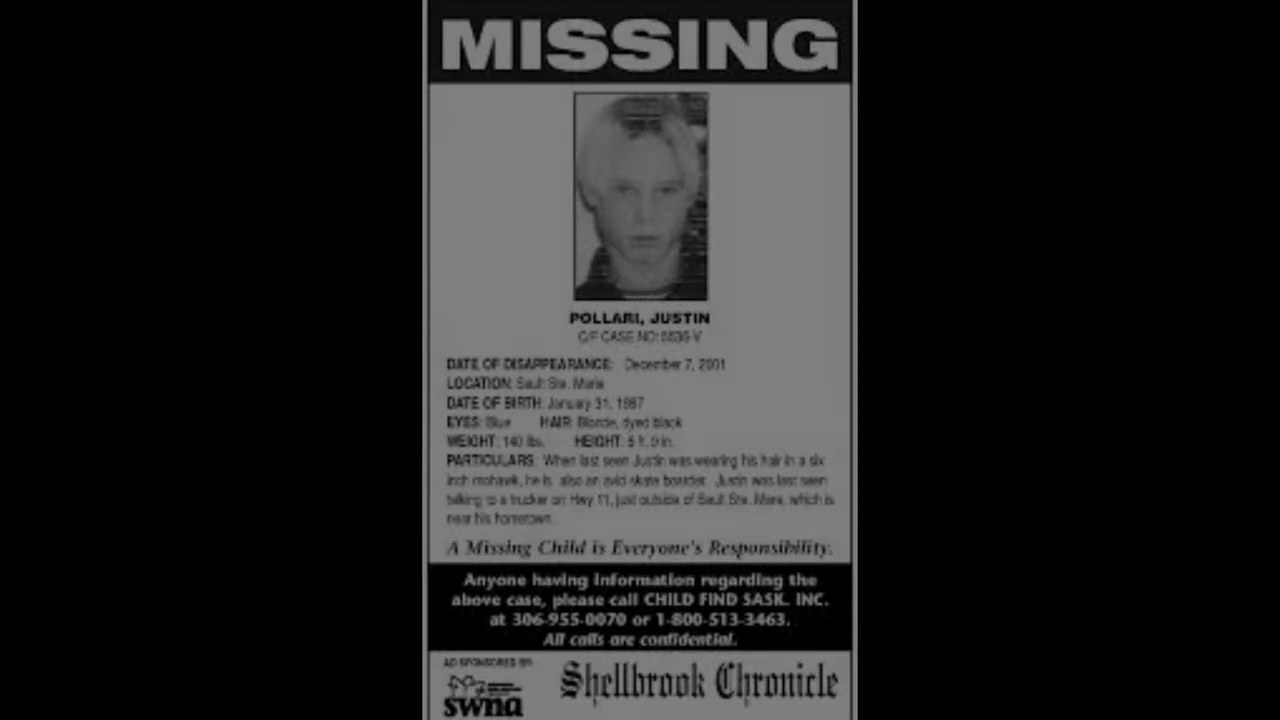 MISSING
POLLARI, JUSTIN
C/F CASE NO: V
DATE OF DISAPPEARANCE: December 7, 2001
LOCATION: Sault Ste. Marie
DATE OF BIRTH: January 31, 1987
EYES: Blue HAIR: Blonde, dyed black
WEIGHT: 140 lbs. HEIGHT: 5 ft. 9 in.
PARTICULARS: When last seen Justin was wearing his hair in a six
inch mohawk, he is also an avid skate boarder. Justin was last seen
talking to a trucker on Hwy 11, just outside of Sault Ste. Marie, which is
near his hometown.
A Missing Child is Everyone's Responsibility.
Anyone having information regarding the
above case, please call CHILD FIND SASK. INC.
at 306-955-0070 or 1-800-513-3463.
All calls are confidential.
AD SPONSORED BY:
swna
Shellbrook Chronicle